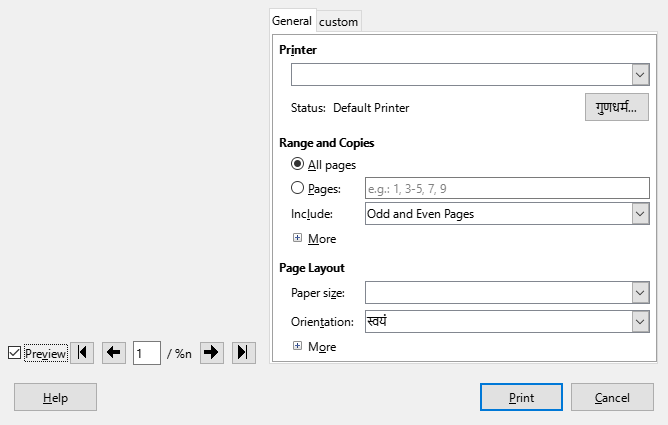 General custom
Printer
Status: Default Printer गुणधर्म...
Range and Copies
All pages
Pages: e.g.: 1, 3-5, 7, 9
Include: Odd and Even Pages
More
Page Layout
Paper size:
Orientation: स्वयं
More
Preview 1 / %n
Help Print Cancel